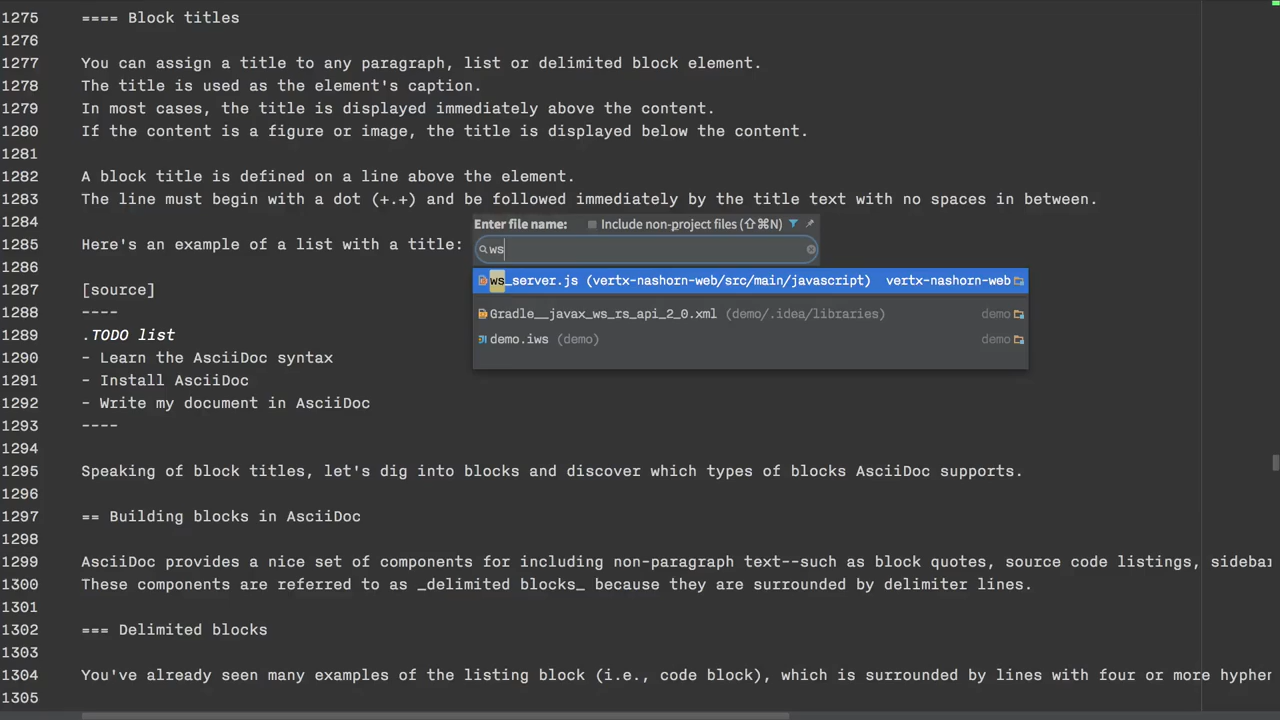 1275 ==== Block titles
1276
1277 You can assign a title to any paragraph, list or delimited block element.
1278 The title is used as the element's caption.
1279 In most cases, the title is displayed immediately above the content.
1280 If the content is a figure or image, the title is displayed below the content.
1281
1282 A block title is defined on a line above the element.
1283 The line must begin with a dot (+.+) and be followed immediately by the title text with no spaces in between.
1284
Enter file name: Include non-project files (⇧⌘N)
1285 Here's an example of a list with a title:
ws
1286
ws_server.js (vertx-nashorn-web/src/main/javascript) vertx-nashorn-web
1287 [source]
1288 ----
Gradle__javax_ws_rs_api_2_0.xml (demo/.idea/libraries) demo
1289 .TODO list
demo.iws (demo) demo
1290 - Learn the AsciiDoc syntax
1291 - Install AsciiDoc
1292 - Write my document in AsciiDoc
1293 ----
1294
1295 Speaking of block titles, let's dig into blocks and discover which types of blocks AsciiDoc supports.
1296
1297 == Building blocks in AsciiDoc
1298
1299 AsciiDoc provides a nice set of components for including non-paragraph text--such as block quotes, source code listings, sidebar
1300 These components are referred to as _delimited blocks_ because they are surrounded by delimiter lines.
1301
1302 === Delimited blocks
1303
1304 You've already seen many examples of the listing block (i.e., code block), which is surrounded by lines with four or more hyphen
1305